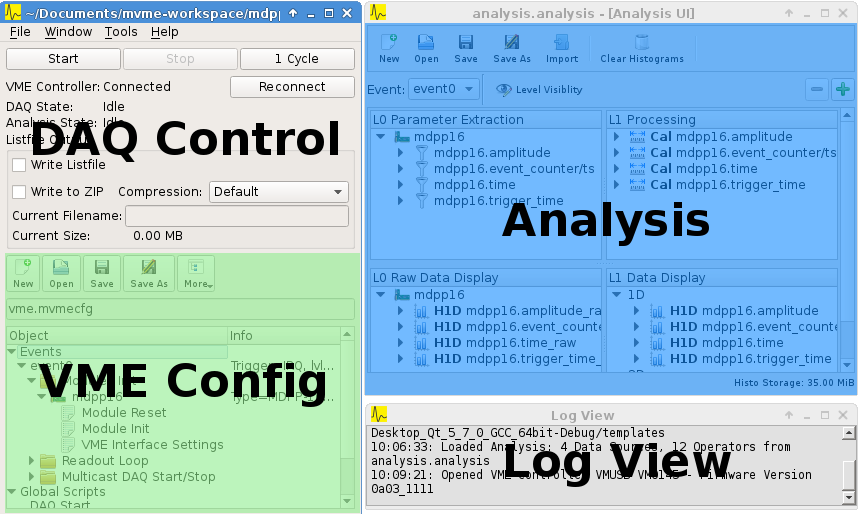 ~/Documents/mvme-workspace/mdpp
File Window Tools Help
Start Stop 1 Cycle
VME Controller: Connected Reconnect
DAQ State: Idle
Analysis State: Idle
Listfile
DAQ Control
Write Listfile
Write to ZIP Compression: Default
Current Filename:
Current Size: 0.00 MB
New Open Save Save As More
vme.mvmecfg
Object Info
Events
event0 Trigger=IRQ, lvl...
Module Init
VME Config
mdpp16
Module Reset
Module Init
VME Interface Settings
Readout Loop
Multicast DAQ Start/Stop
Global Scripts
DAQ Start
analysis.analysis - [Analysis UI]
New Open Save Save As Import Clear Histograms
Event: event0 Level Visiblity
L0 Parameter Extraction
mdpp16
mdpp16.amplitude
mdpp16.event_counter/ts
mdpp16.time
mdpp16.trigger_time
L1 Processing
Cal mdpp16.amplitude
Cal mdpp16.event_counter/ts
Cal mdpp16.time
Cal mdpp16.trigger_time
Analysis
L0 Raw Data Display
mdpp16
H1D mdpp16.amplitude_ra
H1D mdpp16.event_counte
H1D mdpp16.time_raw
H1D mdpp16.trigger_time_
L1 Data Display
1D
H1D mdpp16.amplitude
H1D mdpp16.event_counte
H1D mdpp16.time
H1D mdpp16.trigger_time
Histo Storage: 35.00 MiB
Log View
Desktop_Qt_5_7_0_GCC_64bit-Debug/templates
10:06:33: Loaded Analysis: 4 Data Sources, 12 Operators from
analysis.analysis
Log View
10:09:21: Opened VME controller VMUSB - Firmware Version
0a03_1111